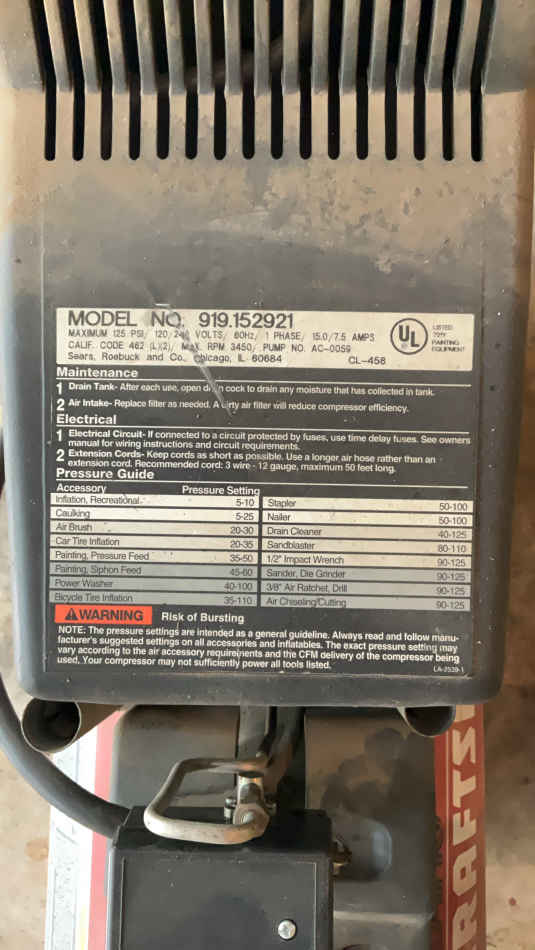 MODEL NO. 919.152921
MAXIMUM 125 PSI/ 120/240 VOLTS/ 60Hz/ 1 PHASE/ 15.0/7.5 AMPS
CALIF. CODE 462 (L)(2)/ MAX. RPM 3450/ PUMP NO. AC-0059
Sears, Roebuck and Co. Chicago, IL 60684
CL-458
UL
LISTED
PAINTING
EQUIPMENT
Maintenance
1 Drain Tank- After each use, open drain cock to drain any moisture that has collected in tank.
2 Air Intake- Replace filter as needed. A dirty air filter will reduce compressor efficiency.
Electrical
1 Electrical Circuit- If connected to a circuit protected by fuses, use time delay fuses. See owners
manual for wiring instructions and circuit requirements.
2 Extension Cords- Keep cords as short as possible. Use a longer air hose rather than an
extension cord. Recommended cord: 3 wire - 12 gauge, maximum 50 feet long.
Pressure Guide
Accessory Pressure Setting
Inflation, Recreational 5-10
Caulking 5-25
Air Brush 20-30
Car Tire Inflation 20-35
Painting, Pressure Feed 35-50
Painting, Siphon Feed 45-60
Power Washer 40-100
Bicycle Tire Inflation 35-110
Stapler 50-100
Nailer 50-100
Drain Cleaner 40-125
Sandblaster 80-110
1/2" Impact Wrench 90-125
Sander, Die Grinder 90-125
3/8" Air Ratchet, Drill 90-125
Air Chiseling/Cutting 90-125
WARNING Risk of Bursting
NOTE: The pressure settings are intended as a general guideline. Always read and follow manu-
facturer's suggested settings on all accessories and inflatables. The exact pressure setting may
vary according to the air accessory requirements and the CFM delivery of the compressor being
used. Your compressor may not sufficiently power all tools listed.
LA-2539-1
RAFTS